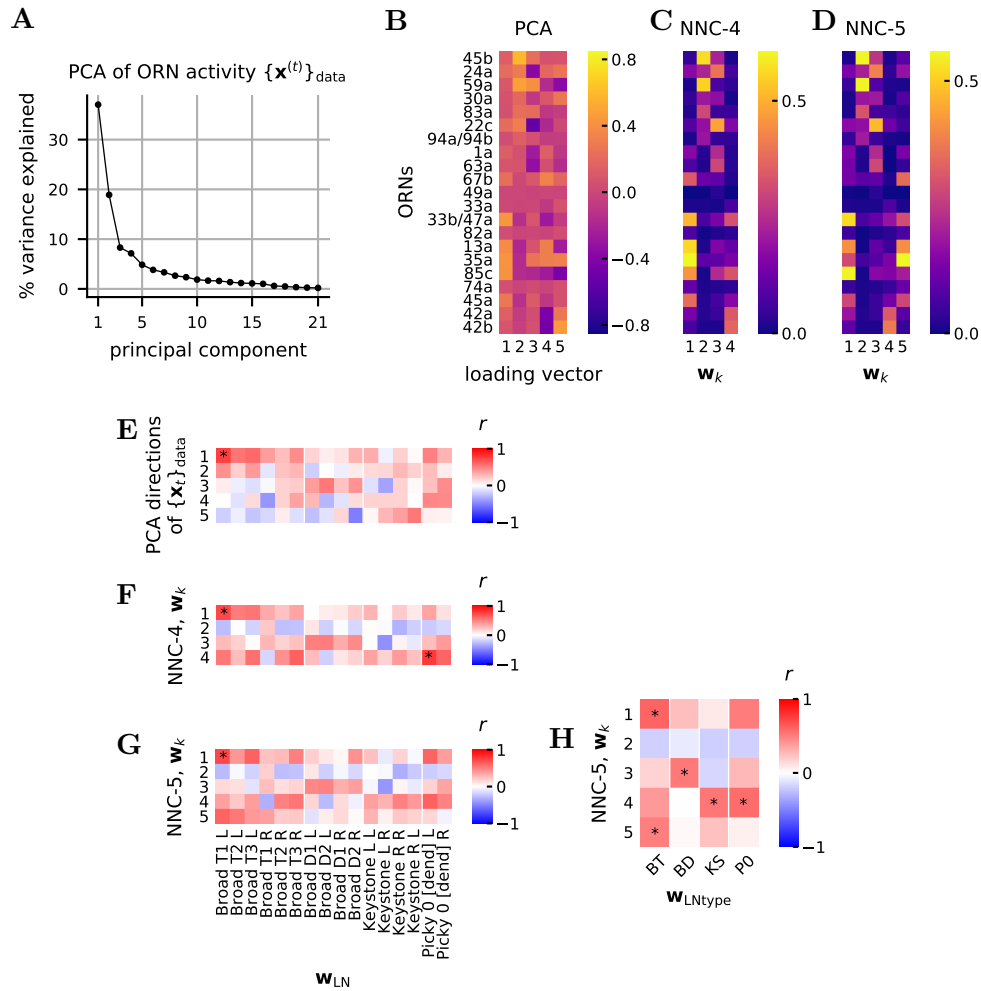 A
PCA of ORN activity {x^(t)}_data
% variance explained
30
20
10
0
1 5 10 15 21
principal component
B
PCA
ORNs
45b
24a
59a
30a
83a
22c
94a/94b
1a
63a
67b
49a
33a
33b/47a
82a
13a
35a
85c
74a
45a
42a
42b
1 2 3 4 5
loading vector
0.8
0.4
0.0
−0.4
−0.8
C
NNC-4
1 2 3 4
w_k
0.5
0.0
D
NNC-5
1 2 3 4 5
w_k
0.5
0.0
E
PCA directions
of {x_t}_data
1
2
3
4
5
*
r
1
0
−1
F
NNC-4, w_k
1
2
3
4
*
*
r
1
0
−1
G
NNC-5, w_k
1
2
3
4
5
*
r
1
0
−1
Broad T1 L
Broad T2 L
Broad T3 L
Broad T1 R
Broad T2 R
Broad T3 R
Broad D1 L
Broad D2 L
Broad D1 R
Broad D2 R
Keystone L L
Keystone L R
Keystone R R
Keystone R L
Picky 0 [dend] L
Picky 0 [dend] R
w_LN
H
NNC-5, w_k
1
2
3
4
5
*
*
* *
*
BT BD KS P0
w_LNtype
r
1
0
−1